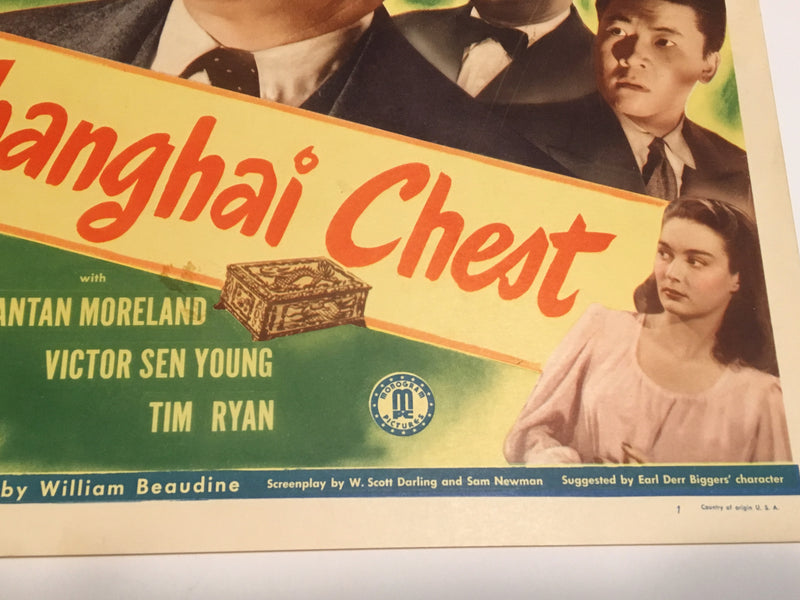 hanghai Chest
with
ANTAN MORELAND
VICTOR SEN YOUNG
TIM RYAN
MONOGRAM
M
PC
PICTURES
by William Beaudine Screenplay by W. Scott Darling and Sam Newman Suggested by Earl Derr Biggers' character
1 Country of origin U. S. A.